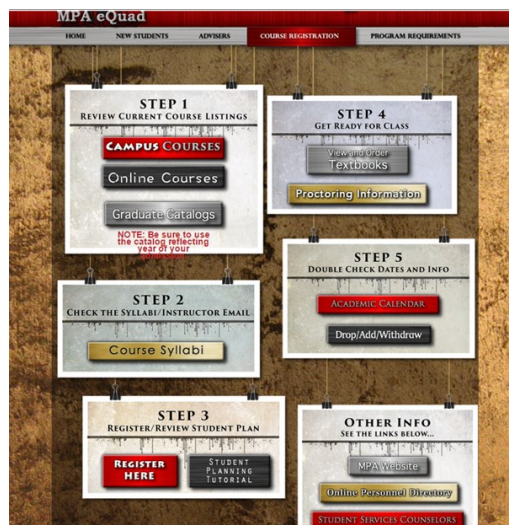 MPA eQuad
HOME NEW STUDENTS ADVISERS COURSE REGISTRATION PROGRAM REQUIREMENTS
STEP 1
REVIEW CURRENT COURSE LISTINGS
CAMPUS COURSES
Online Courses
Graduate Catalogs
NOTE: Be sure to use
the catalog reflecting
year of your
STEP 2
CHECK THE SYLLABI/INSTRUCTOR EMAIL
Course Syllabi
STEP 3
REGISTER/REVIEW STUDENT PLAN
REGISTER
HERE
STUDENT
PLANNING
TUTORIAL
STEP 4
GET READY FOR CLASS
View and Order
Textbooks
Proctoring Information
STEP 5
DOUBLE CHECK DATES AND INFO
ACADEMIC CALENDAR
Drop/Add/Withdraw
OTHER INFO
SEE THE LINKS BELOW...
MPA Website
Online Personnel Directory
STUDENT SERVICES COUNSELORS